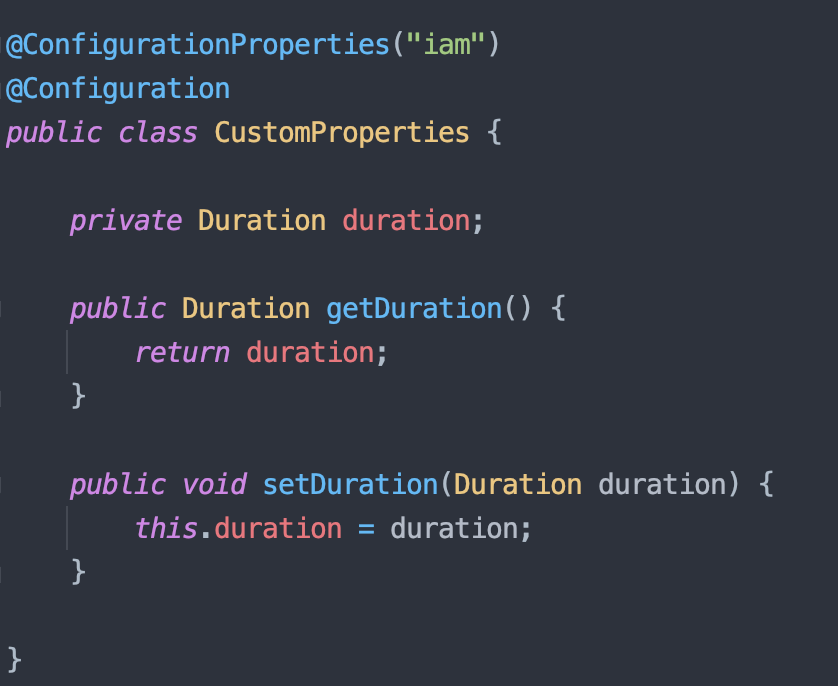 @ConfigurationProperties("iam")
@Configuration
public class CustomProperties {
private Duration duration;
public Duration getDuration() {
return duration;
}
public void setDuration(Duration duration) {
this.duration = duration;
}
}